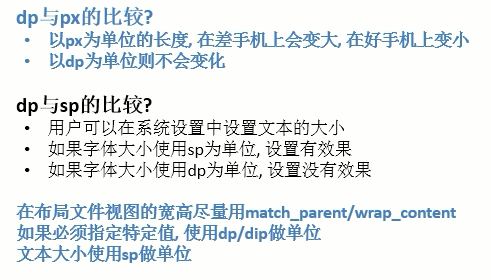 dp与px的比较?
• 以px为单位的长度, 在差手机上会变大, 在好手机上变小
• 以dp为单位则不会变化
dp与sp的比较?
• 用户可以在系统设置中设置文本的大小
• 如果字体大小使用sp为单位, 设置有效果
• 如果字体大小使用dp为单位, 设置没有效果
在布局文件视图的宽高尽量用match_parent/wrap_content
如果必须指定特定值, 使用dp/dip做单位
文本大小使用sp做单位